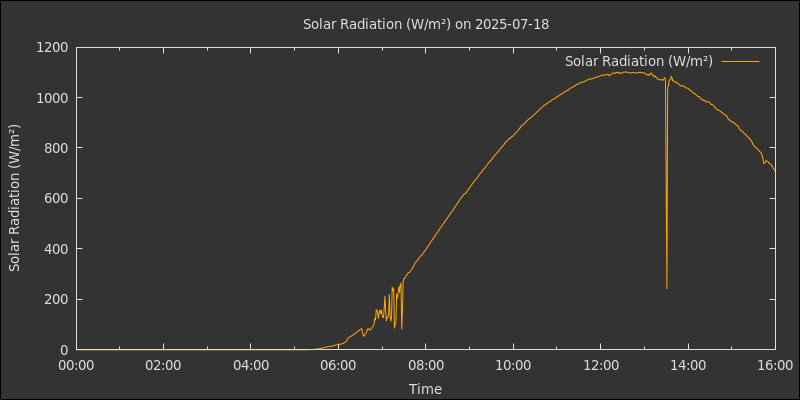 Solar Radiation (W/m²) on 2025-07-18
Solar Radiation (W/m²)
Solar Radiation (W/m²)
1200
1000
800
600
400
200
0
00:00 02:00 04:00 06:00 08:00 10:00 12:00 14:00 16:00
Time